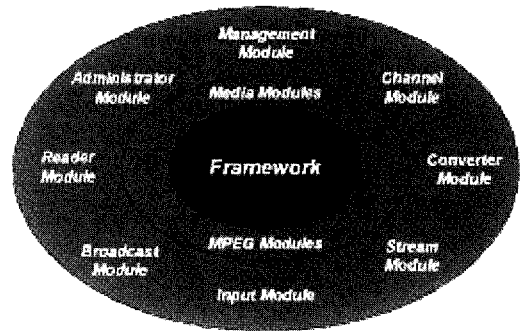 Management
Module
Administrator
Module
Media Modules
Channel
Module
Reader
Module
Framework
Converter
Module
Broadcast
Module
MPEG Modules
Stream
Module
Input Module